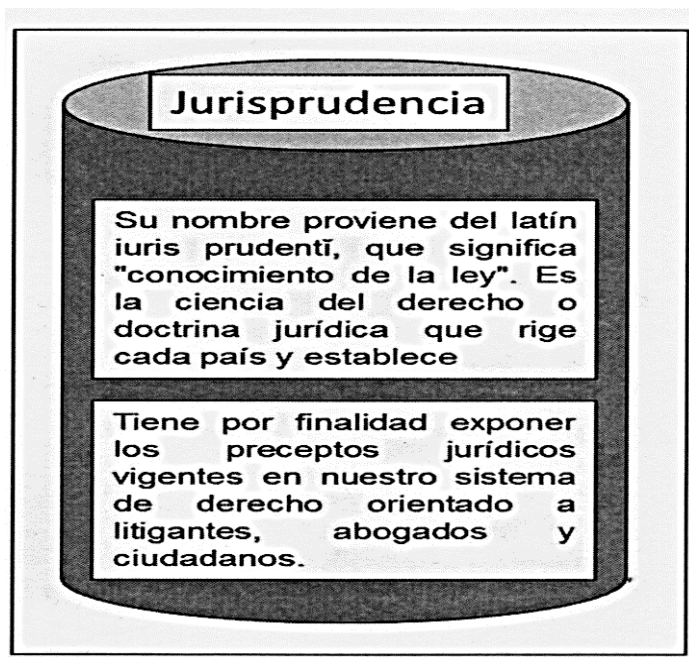 Jurisprudencia
Su nombre proviene del latín
iuris prudentĭ, que significa
"conocimiento de la ley". Es
la ciencia del derecho o
doctrina jurídica que rige
cada país y establece
Tiene por finalidad exponer
los preceptos jurídicos
vigentes en nuestro sistema
de derecho orientado a
litigantes, abogados y
ciudadanos.